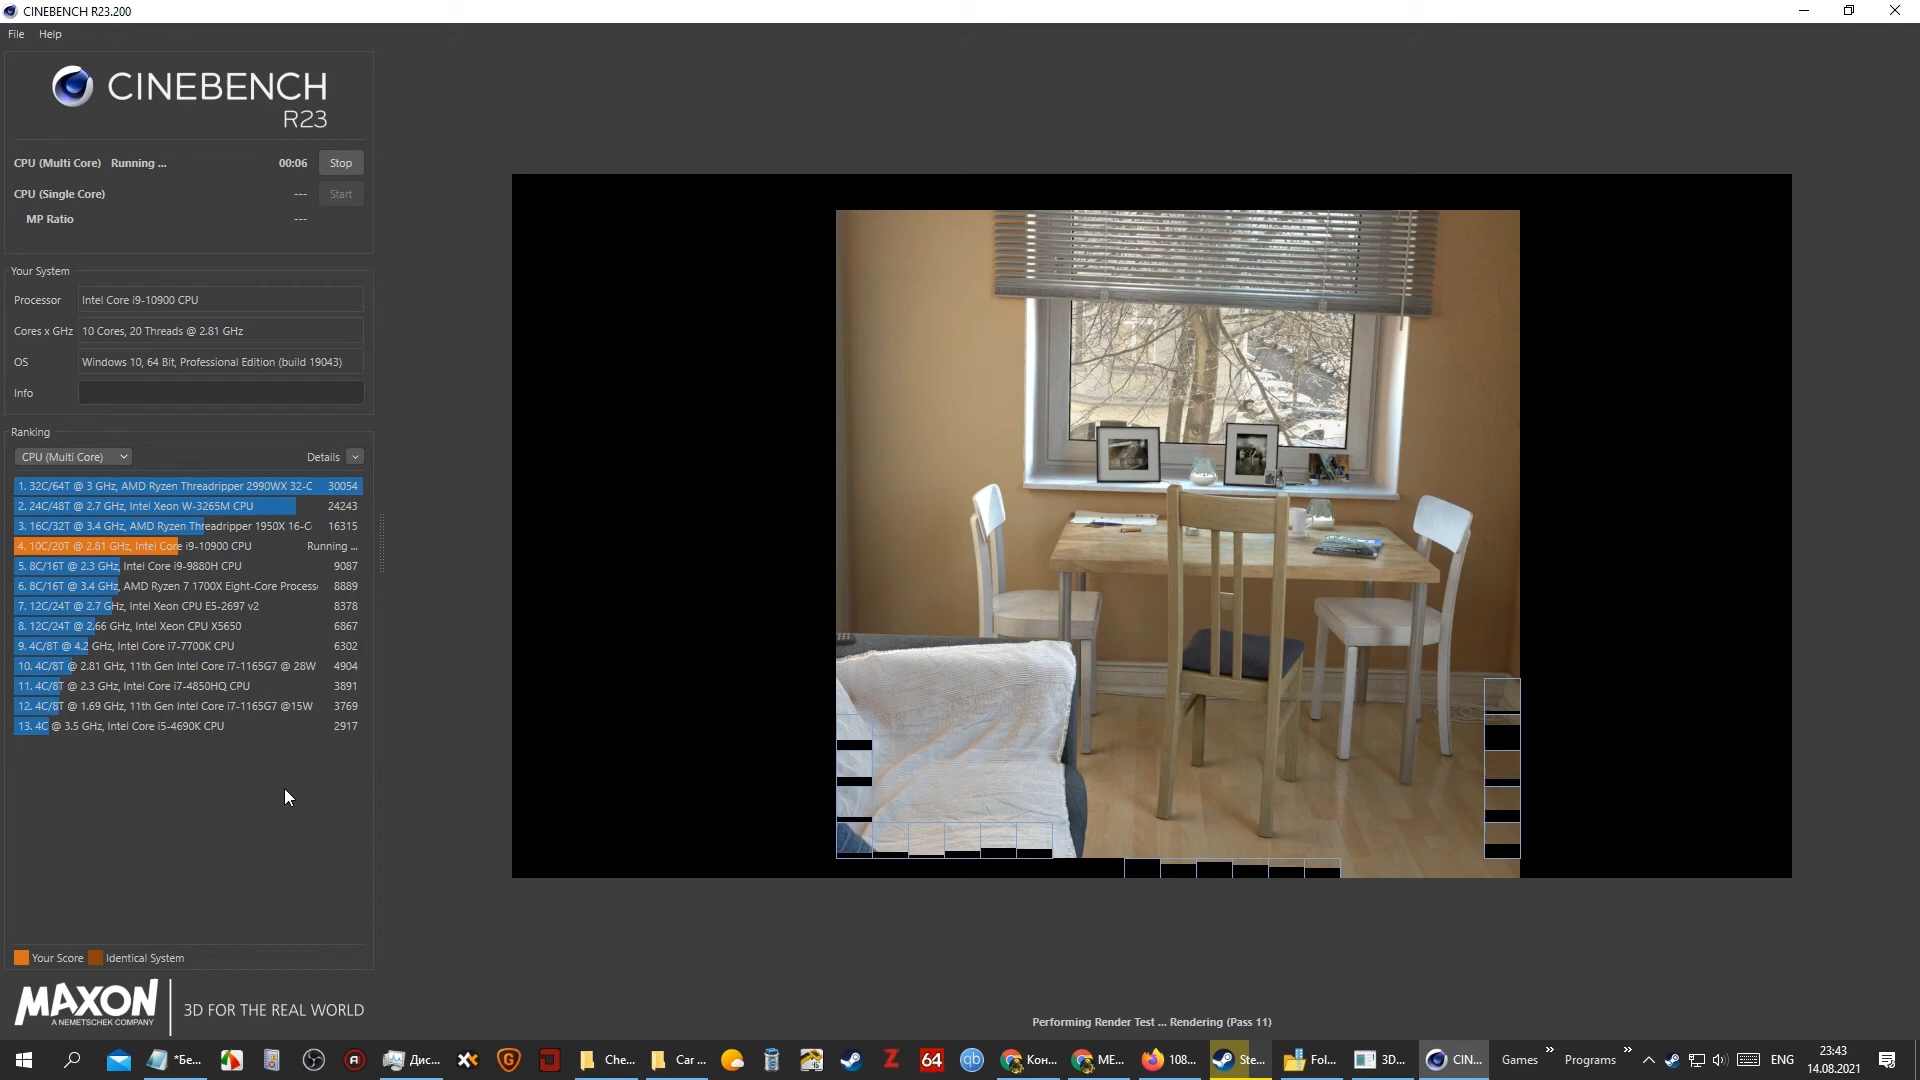 CINEBENCH R23.200
File Help
CINEBENCH
R23
CPU (Multi Core) Running ... 00:06 Stop
CPU (Single Core) --- Start
MP Ratio ---
Your System
Processor Intel Core i9-10900 CPU
Cores x GHz 10 Cores, 20 Threads @ 2.81 GHz
OS Windows 10, 64 Bit, Professional Edition (build 19043)
Info
Ranking
CPU (Multi Core) Details
1. 32C/64T @ 3 GHz, AMD Ryzen Threadripper 2990WX 32-C 30054
2. 24C/48T @ 2.7 GHz, Intel Xeon W-3265M CPU 24243
3. 16C/32T @ 3.4 GHz, AMD Ryzen Threadripper 1950X 16-C 16315
4. 10C/20T @ 2.81 GHz, Intel Core i9-10900 CPU Running ...
5. 8C/16T @ 2.3 GHz, Intel Core i9-9880H CPU 9087
6. 8C/16T @ 3.4 GHz, AMD Ryzen 7 1700X Eight-Core Process 8889
7. 12C/24T @ 2.7 GHz, Intel Xeon CPU E5-2697 v2 8378
8. 12C/24T @ 2.66 GHz, Intel Xeon CPU X5650 6867
9. 4C/8T @ 4.2 GHz, Intel Core i7-7700K CPU 6302
10. 4C/8T @ 2.81 GHz, 11th Gen Intel Core i7-1165G7 @ 28W 4904
11. 4C/8T @ 2.3 GHz, Intel Core i7-4850HQ CPU 3891
12. 4C/8T @ 1.69 GHz, 11th Gen Intel Core i7-1165G7 @15W 3769
13. 4C @ 3.5 GHz, Intel Core i5-4690K CPU 2917
Your Score Identical System
MAXON
A NEMETSCHEK COMPANY
3D FOR THE REAL WORLD
Performing Render Test ... Rendering (Pass 11)
*Бе... Дис... Che... Car ... 64 qb Кон... ME... 108... Ste... Fol... 3D... CIN... Games » Programs » ENG 23:43
14.08.2021